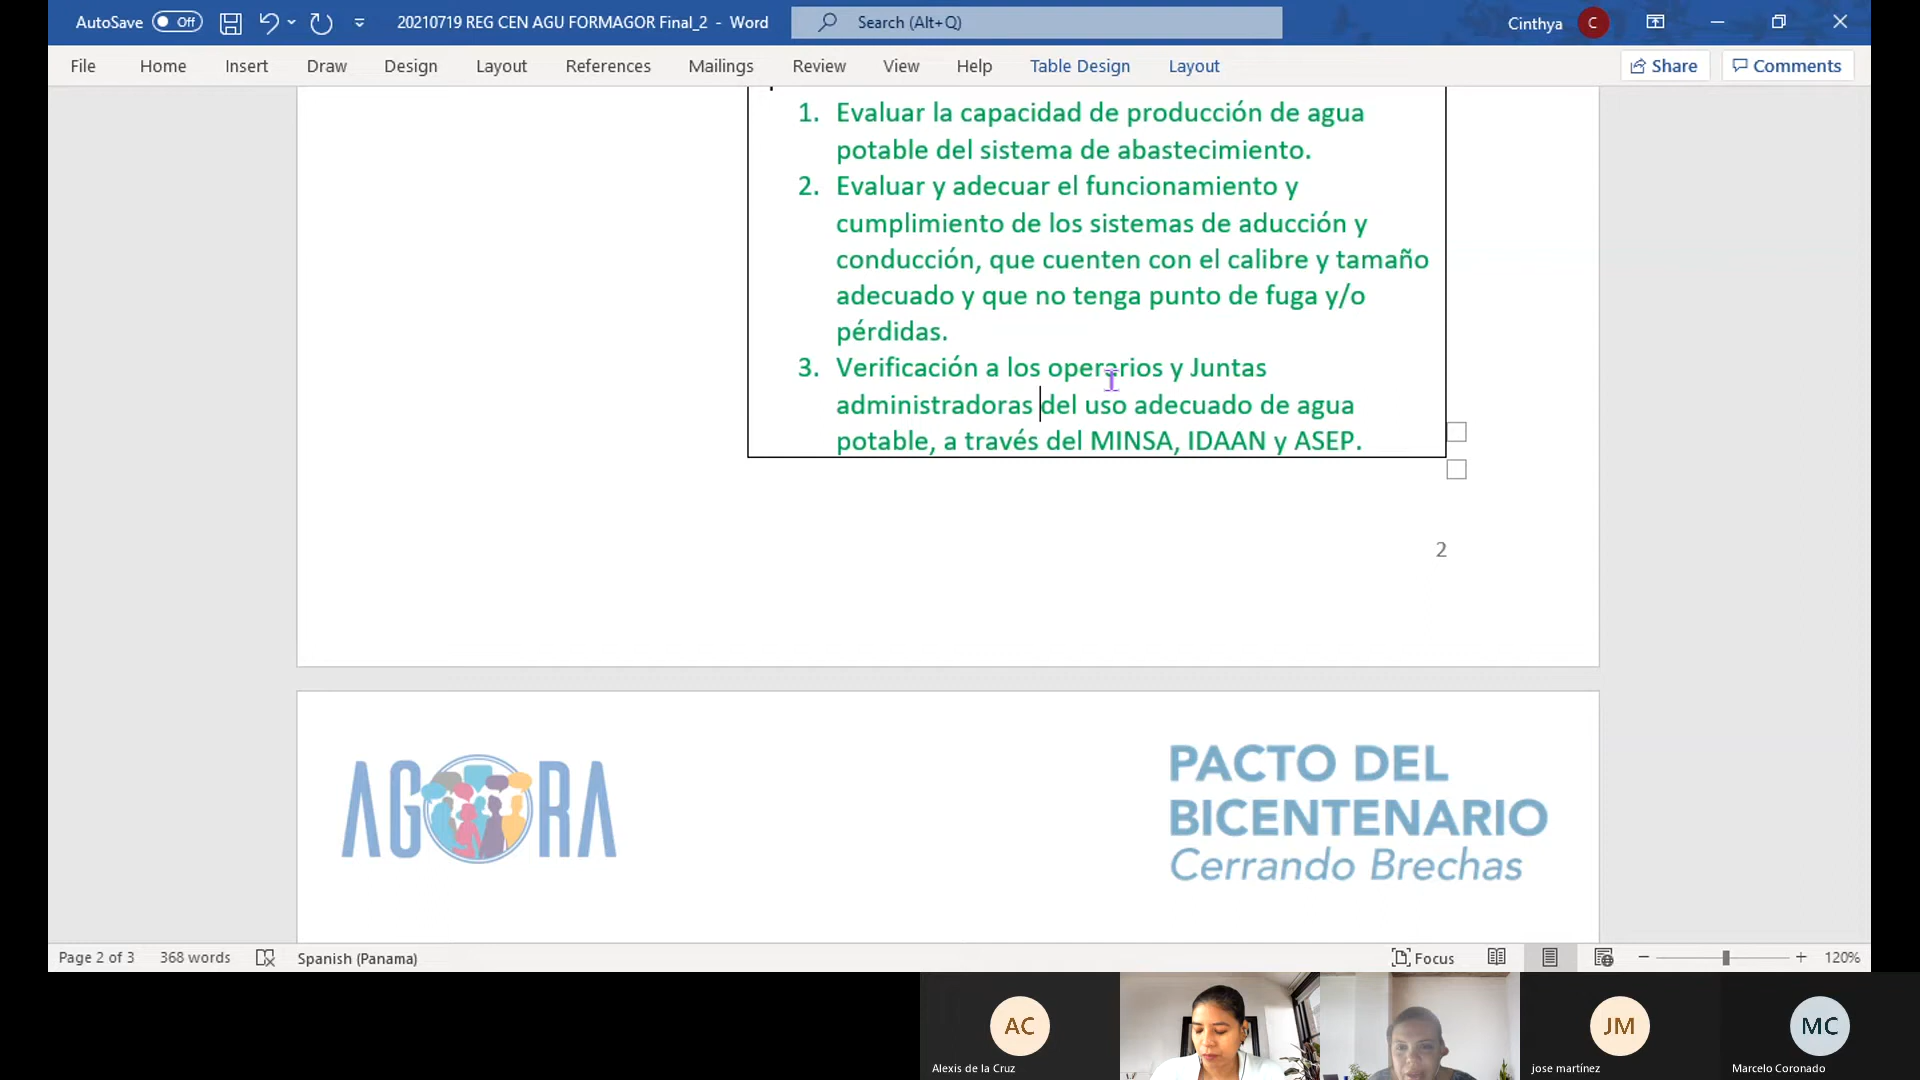 AutoSave Off 20210719 REG CEN AGU FORMAGOR Final_2 - Word Search (Alt+Q) Cinthya C
File Home Insert Draw Design Layout References Mailings Review View Help Table Design Layout Share Comments
1. Evaluar la capacidad de producción de agua
potable del sistema de abastecimiento.
2. Evaluar y adecuar el funcionamiento y
cumplimiento de los sistemas de aducción y
conducción, que cuenten con el calibre y tamaño
adecuado y que no tenga punto de fuga y/o
pérdidas.
3. Verificación a los operarios y Juntas
administradoras del uso adecuado de agua
potable, a través del MINSA, IDAAN y ASEP.
2
AGORA
PACTO DEL
BICENTENARIO
Cerrando Brechas
Page 2 of 3 368 words Spanish (Panama) Focus 120%
AC JM MC
Alexis de la Cruz jose martínez Marcelo Coronado